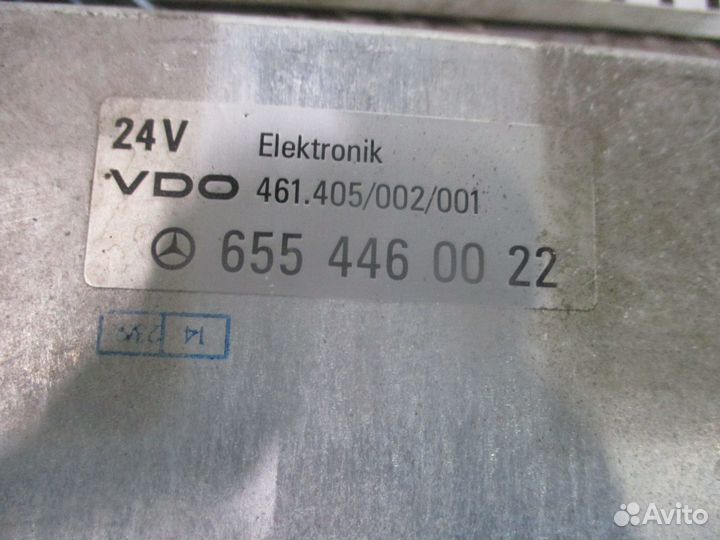 24V Elektronik
VDO 461.405/002/001
655 446 00 22
14
Avito